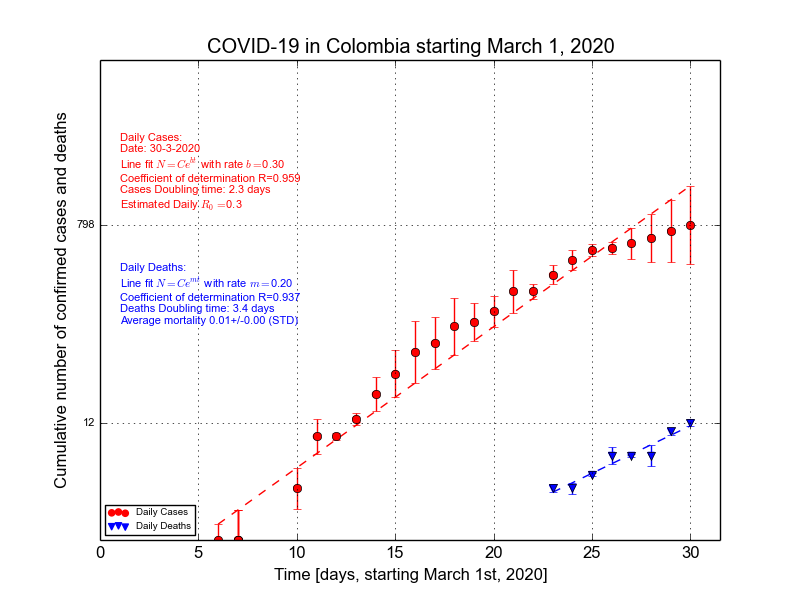 COVID-19 in Colombia starting March 1, 2020
Cumulative number of confirmed cases and deaths
Daily Cases:
Date: 30-3-2020
Line fit N = Ce^{bt} with rate b =0.30
Coefficient of determination R=0.959
Cases Doubling time: 2.3 days
Estimated Daily R_0 =0.3
798
Daily Deaths:
Line fit N = Ce^{mt} with rate m =0.20
Coefficient of determination R=0.937
Deaths Doubling time: 3.4 days
Average mortality 0.01+/-0.00 (STD)
12
Daily Cases
Daily Deaths
0 5 10 15 20 25 30
Time [days, starting March 1st, 2020]